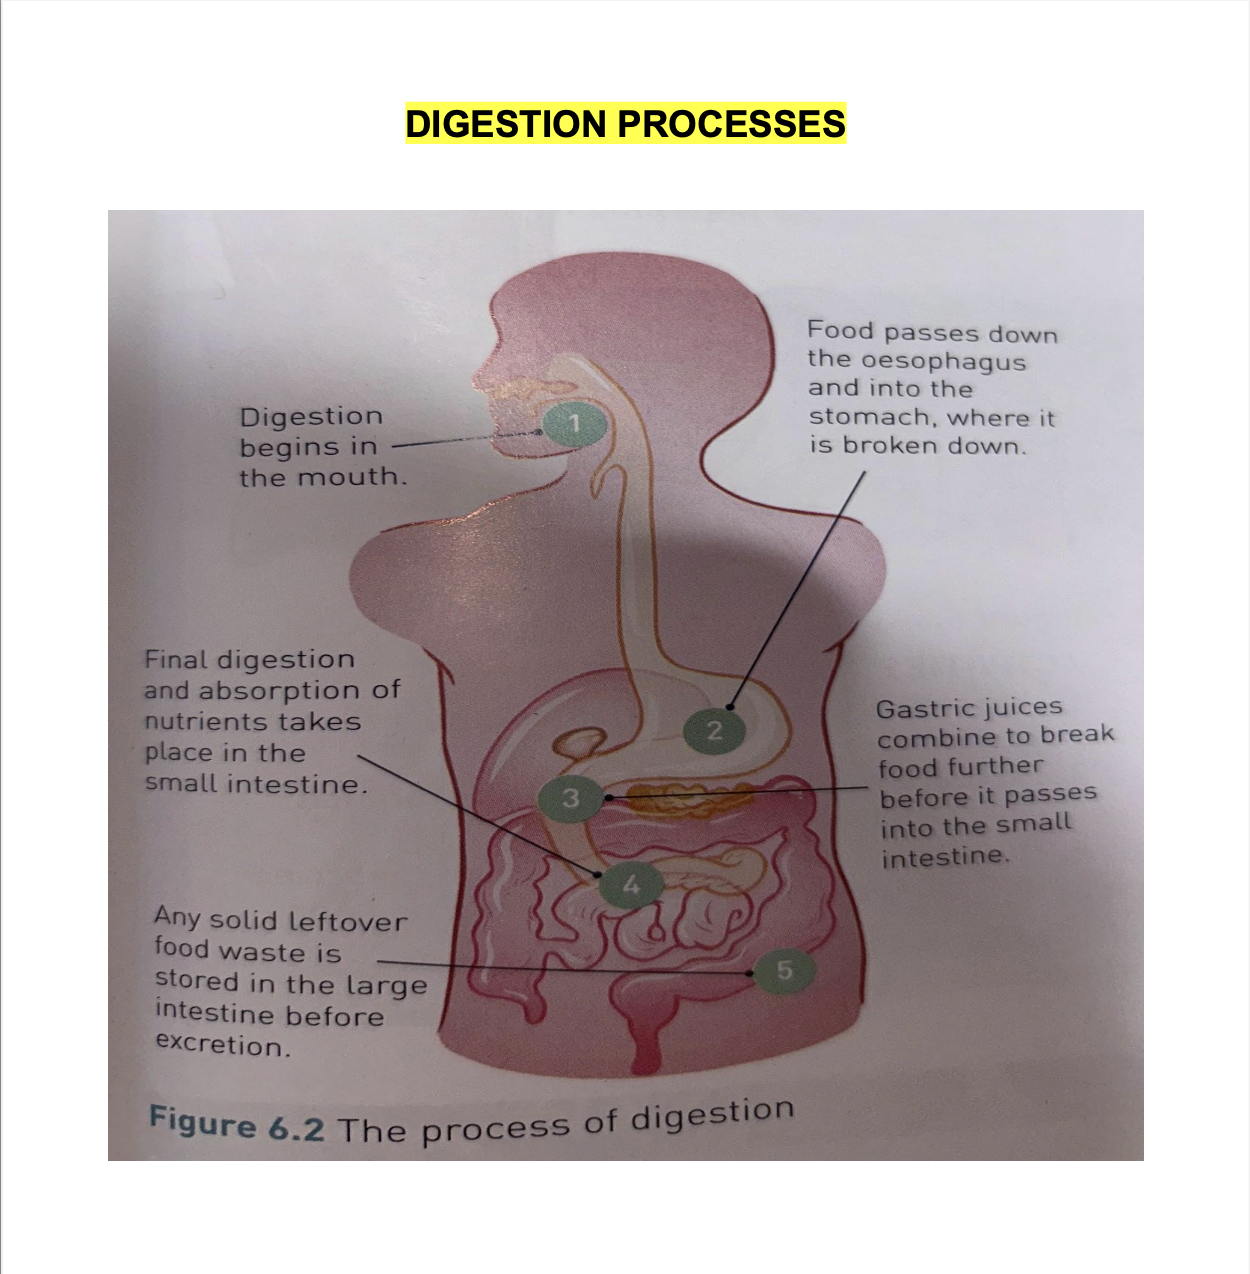 DIGESTION PROCESSES
Digestion
begins in
the mouth.
1
Food passes down
the oesophagus
and into the
stomach, where it
is broken down.
2
Gastric juices
combine to break
food further
before it passes
into the small
intestine.
3
Final digestion
and absorption of
nutrients takes
place in the
small intestine.
4
Any solid leftover
food waste is
stored in the large
intestine before
excretion.
5
Figure 6.2 The process of digestion